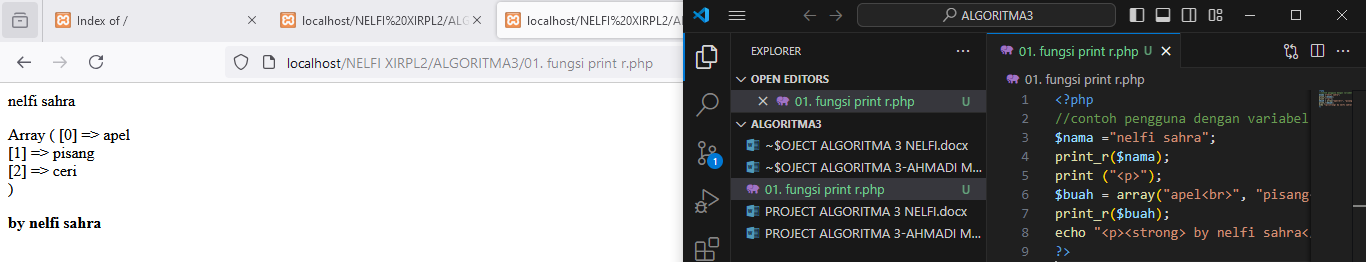 Index of /
localhost/NELFI%20XIRPL2/ALG
localhost/NELFI%20XIRPL2/AL
localhost/NELFI XIRPL2/ALGORITMA3/01. fungsi print r.php
nelfi sahra
Array ( [0] => apel
[1] => pisang
[2] => ceri
)
by nelfi sahra
ALGORITMA3
EXPLORER
OPEN EDITORS
01. fungsi print r.php U
ALGORITMA3
~$OJECT ALGORITMA 3 NELFI.docx
~$OJECT ALGORITMA 3-AHMADI M...
01. fungsi print r.php U
PROJECT ALGORITMA 3 NELFI.docx
PROJECT ALGORITMA 3-AHMADI M...
1
01. fungsi print r.php U
01. fungsi print r.php
1 <?php
2 //contoh pengguna dengan variabel
3 $nama ="nelfi sahra";
4 print_r($nama);
5 print ("<p>");
6 $buah = array("apel<br>", "pisang<
7 print_r($buah);
8 echo "<p><strong> by nelfi sahra<
9 ?>